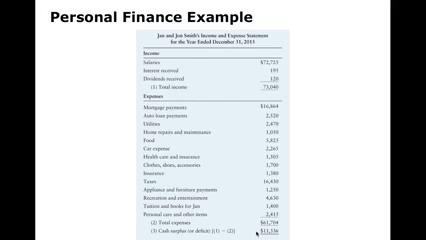 Personal Finance Example
Jan and Jon Smith's Income and Expense Statement
for the Year Ended December 31, 2015
Income
Salaries $72,725
Interest received 195
Dividends received 120
(1) Total income 73,040
Expenses
Mortgage payments $16,864
Auto loan payments 2,520
Utilities 2,470
Home repairs and maintenance 1,050
Food 5,825
Car expense 2,265
Health care and insurance 1,505
Clothes, shoes, accessories 1,700
Insurance 1,380
Taxes 16,430
Appliance and furniture payments 1,250
Recreation and entertainment 4,630
Tuition and books for Jan 1,400
Personal care and other items 2,415
(2) Total expenses $61,704
(3) Cash surplus (or deficit) [(1) − (2)] $11,336